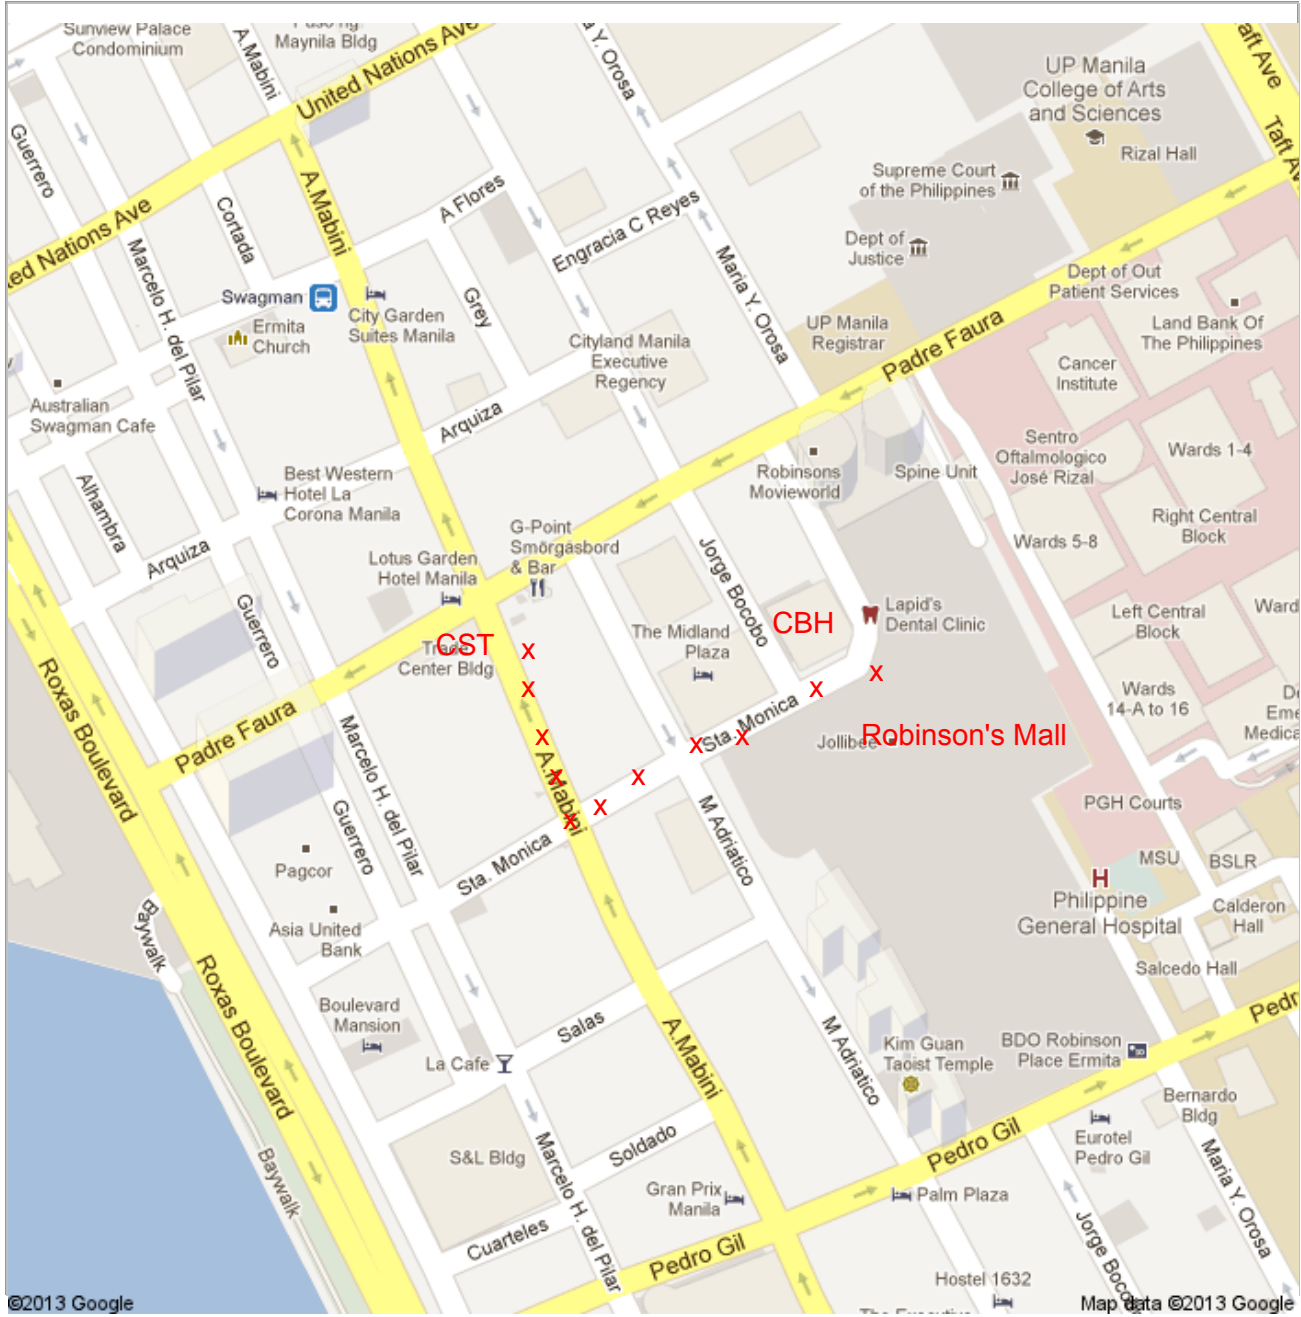 Sunview Palace
Condominium
A.Mabini
Maynila Bldg
United Nations Ave
a Y. Orosa
Taft Ave
UP Manila
College of Arts
and Sciences
Rizal Hall
Guerrero
Cortada
A.Mabini
A Flores
Supreme Court
of the Philippines
Engracia C Reyes
Dept of
Justice
ted Nations Ave
Marcelo H. del Pilar
Swagman
Ermita
Church
City Garden
Suites Manila
Grey
Maria Y. Orosa
Dept of Out
Patient Services
Land Bank Of
The Philippines
UP Manila
Registrar
Padre Faura
Cityland Manila
Executive
Regency
Cancer
Institute
Australian
Swagman Cafe
Arquiza
Sentro
Oftalmologico
José Rizal
Wards 1-4
Best Western
Hotel La
Corona Manila
Robinsons
Movieworld
Spine Unit
Alhambra
G-Point
Smörgåsbord
& Bar
Right Central
Block
Wards 5-8
Arquiza
Lotus Garden
Hotel Manila
Jorge Bocobo
Guerrero
CBH
Lapid's
Dental Clinic
Left Central
Block
Ward
CST
Trade
Center Bldg
x
The Midland
Plaza
x
x
x
Wards
14-A to 16
De
Eme
Medica
Roxas Boulevard
Padre Faura
Marcelo H. del Pilar
x
x
x
Sta. Monica
Jollibee
Robinson's Mall
x
x
x
x
A.Mabini
PGH Courts
Guerrero
Sta. Monica
M Adriatico
Pagcor
MSU
BSLR
H
Philippine
General Hospital
Calderon
Hall
Baywalk
Asia United
Bank
Salcedo Hall
Roxas Boulevard
Boulevard
Mansion
Salas
A.Mabini
M Adriatico
Kim Guan
Taoist Temple
BDO Robinson
Place Ermita
Pedr
La Cafe
Bernardo
Bldg
S&L Bldg
Soldado
Pedro Gil
Eurotel
Pedro Gil
Baywalk
Marcelo H. del Pilar
Gran Prix
Manila
Palm Plaza
Maria Y. Orosa
Cuarteles
Pedro Gil
Jorge Bocobo
Hostel 1632
©2013 Google
Map data ©2013 Google